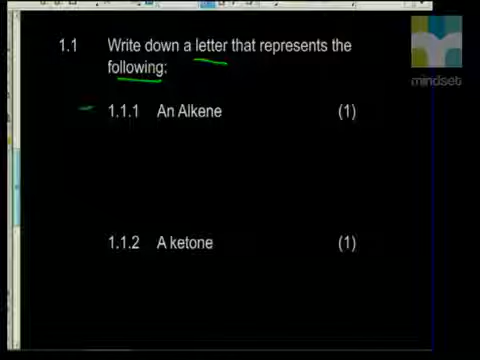 1.1 Write down a letter that represents the
following:
1.1.1 An Alkene (1)
1.1.2 A ketone (1)
mindset